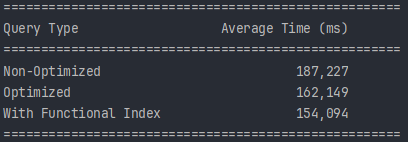 ==================================================
Query Type                  Average Time (ms)
==================================================
Non-Optimized                         187,227
Optimized                             162,149
With Functional Index                 154,094
==================================================